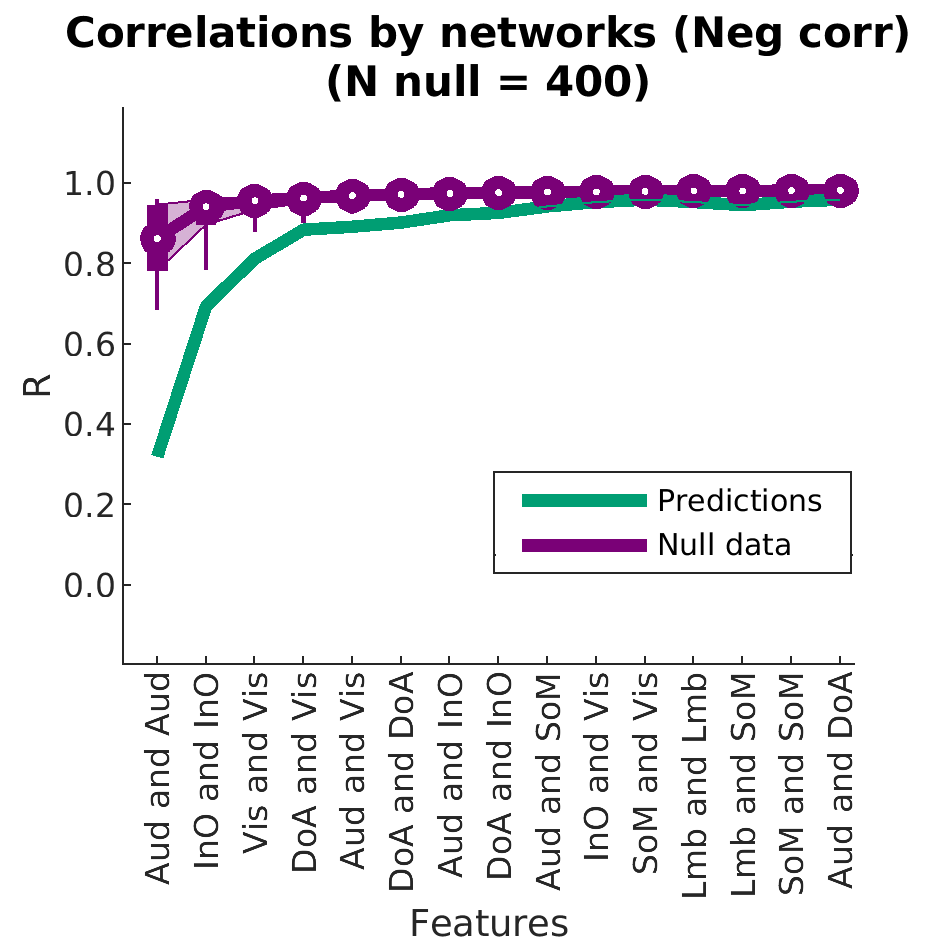 Correlations by networks (Neg corr)
(N null = 400)
1.0
0.8
0.6
0.4
0.2
0.0
R
Predictions
Null data
Aud and Aud
InO and InO
Vis and Vis
DoA and Vis
Aud and Vis
DoA and DoA
Aud and InO
DoA and InO
Aud and SoM
InO and Vis
SoM and Vis
Lmb and Lmb
Lmb and SoM
SoM and SoM
Aud and DoA
Features